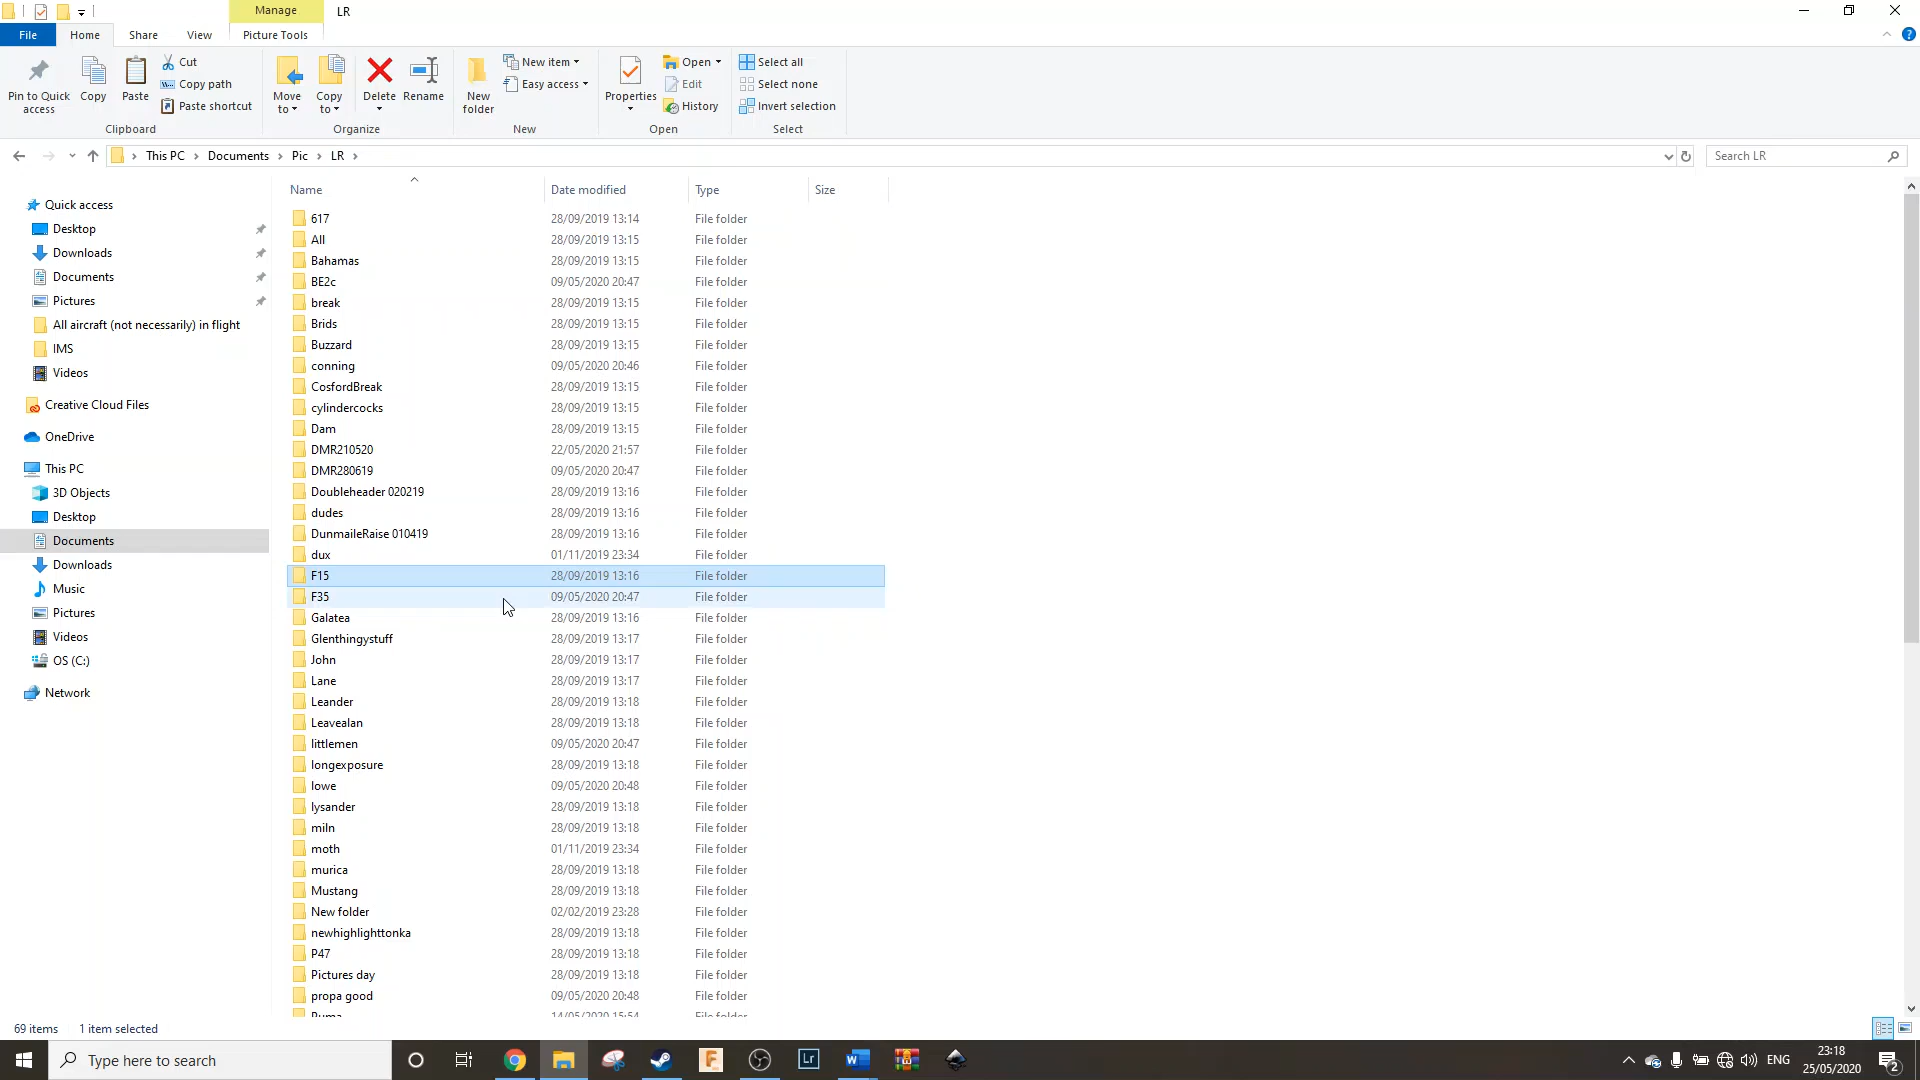 Manage
LR
File
Home
Share
View
Picture Tools
Pin to Quick access
Copy
Paste
Cut
Copy path
Paste shortcut
Clipboard
Move to
Copy to
Delete
Rename
Organize
New folder
New item
Easy access
New
Properties
Open
Edit
History
Open
Select all
Select none
Invert selection
Select
This PC
Documents
Pic
LR
Search LR
Quick access
Desktop
Downloads
Documents
Pictures
All aircraft (not necessarily) in flight
IMS
Videos
Creative Cloud Files
OneDrive
This PC
3D Objects
Desktop
Documents
Downloads
Music
Pictures
Videos
OS (C:)
Network
Name Date modified Type Size
617 28/09/2019 13:14 File folder
All 28/09/2019 13:15 File folder
Bahamas 28/09/2019 13:15 File folder
BE2c 09/05/2020 20:47 File folder
break 28/09/2019 13:15 File folder
Brids 28/09/2019 13:15 File folder
Buzzard 28/09/2019 13:15 File folder
conning 09/05/2020 20:46 File folder
CosfordBreak 28/09/2019 13:15 File folder
cylindercocks 28/09/2019 13:15 File folder
Dam 28/09/2019 13:15 File folder
DMR210520 22/05/2020 21:57 File folder
DMR280619 09/05/2020 20:47 File folder
Doubleheader 020219 28/09/2019 13:16 File folder
dudes 28/09/2019 13:16 File folder
DunmaileRaise 010419 28/09/2019 13:16 File folder
dux 01/11/2019 23:34 File folder
F15 28/09/2019 13:16 File folder
F35 09/05/2020 20:47 File folder
Galatea 28/09/2019 13:16 File folder
Glenthingystuff 28/09/2019 13:17 File folder
John 28/09/2019 13:17 File folder
Lane 28/09/2019 13:17 File folder
Leander 28/09/2019 13:18 File folder
Leavealan 28/09/2019 13:18 File folder
littlemen 09/05/2020 20:47 File folder
longexposure 28/09/2019 13:18 File folder
lowe 09/05/2020 20:48 File folder
lysander 28/09/2019 13:18 File folder
miln 28/09/2019 13:18 File folder
moth 01/11/2019 23:34 File folder
murica 28/09/2019 13:18 File folder
Mustang 28/09/2019 13:18 File folder
New folder 02/02/2019 23:28 File folder
newhighlighttonka 28/09/2019 13:18 File folder
P47 28/09/2019 13:18 File folder
Pictures day 28/09/2019 13:18 File folder
propa good 09/05/2020 20:48 File folder
Puma 14/05/2020 15:54 File folder
69 items 1 item selected
Type here to search
Lr
ENG
23:18
25/05/2020
2